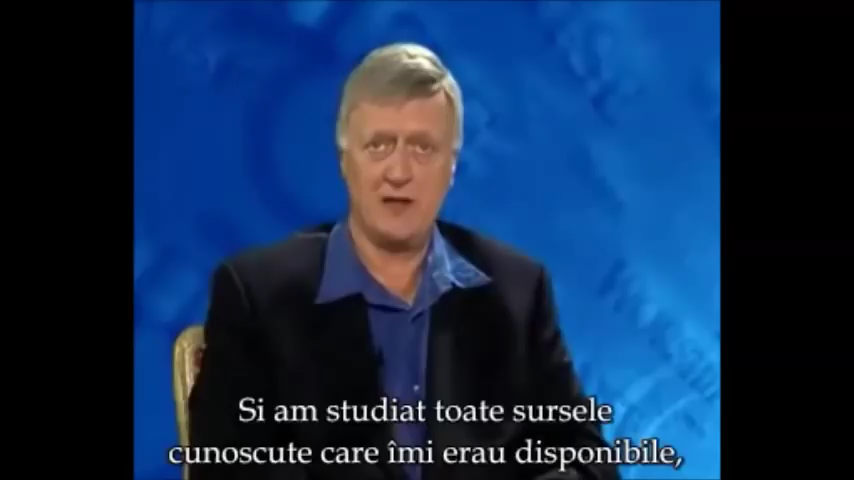 Si am studiat toate sursele
cunoscute care îmi erau disponibile,